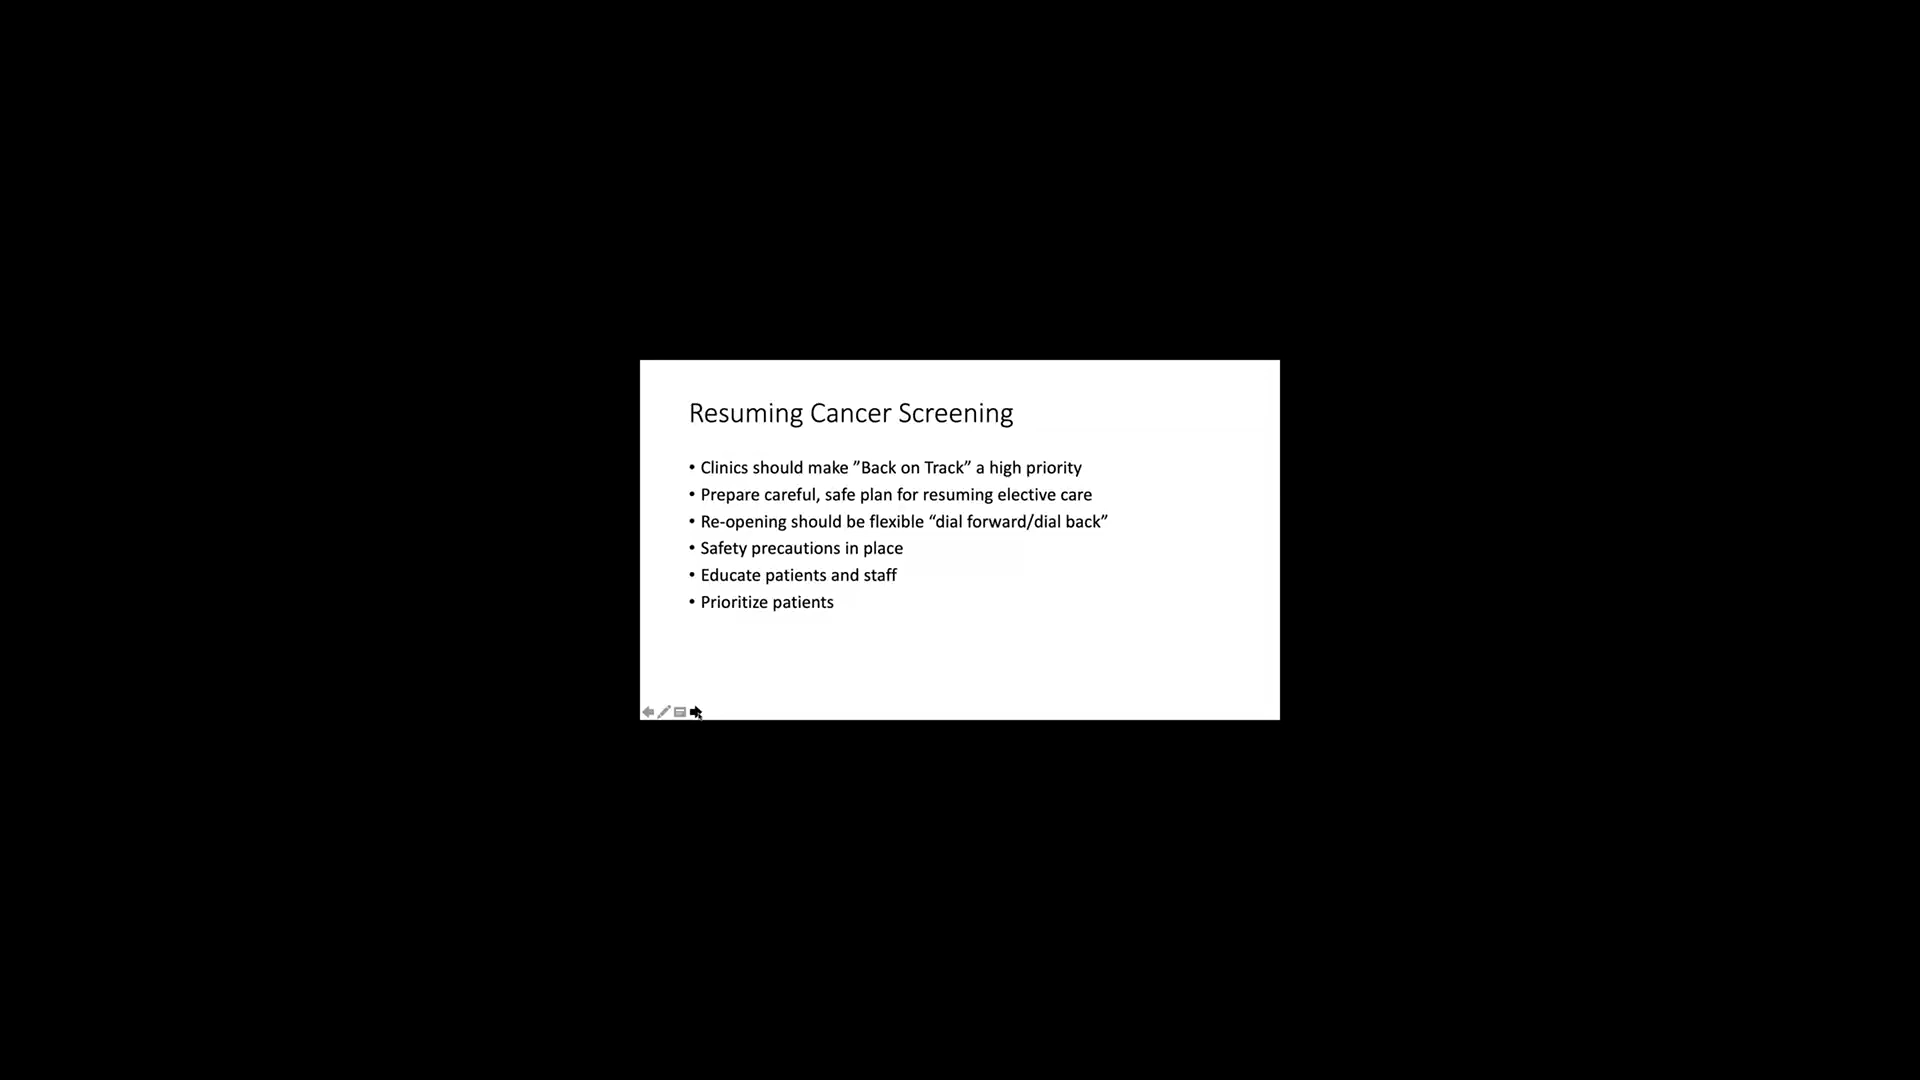 Resuming Cancer Screening
• Clinics should make ”Back on Track” a high priority
• Prepare careful, safe plan for resuming elective care
• Re-opening should be flexible “dial forward/dial back”
• Safety precautions in place
• Educate patients and staff
• Prioritize patients